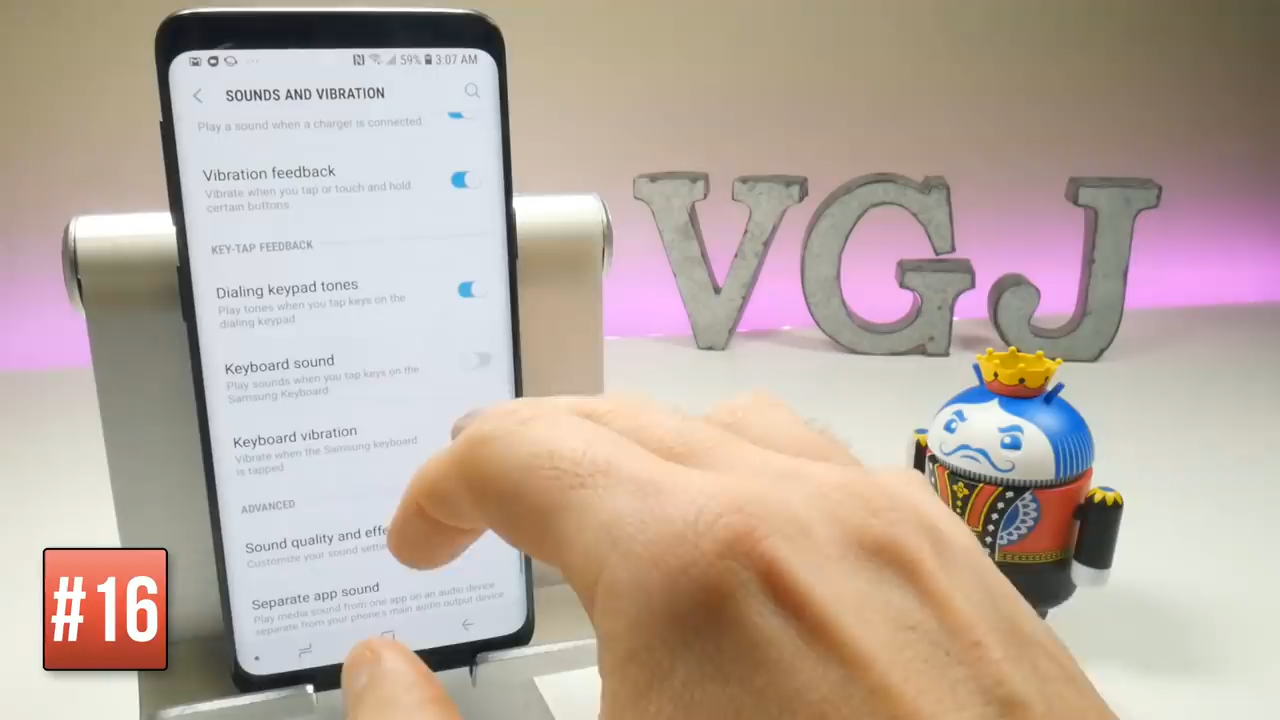 59% 3:07 AM
SOUNDS AND VIBRATION
Play a sound when a charger is connected.
Vibration feedback
Vibrate when you tap or touch and hold
certain buttons.
KEY-TAP FEEDBACK
Dialing keypad tones
Play tones when you tap keys on the
dialing keypad.
Keyboard sound
Play sounds when you tap keys on the
Samsung Keyboard.
Keyboard vibration
Vibrate when the Samsung keyboard
is tapped
ADVANCED
Sound quality and effe
Customize your sound
Separate app sound
Play media sound from one app on an audio device
separate from your phone's main audio output device
VGJ
#16